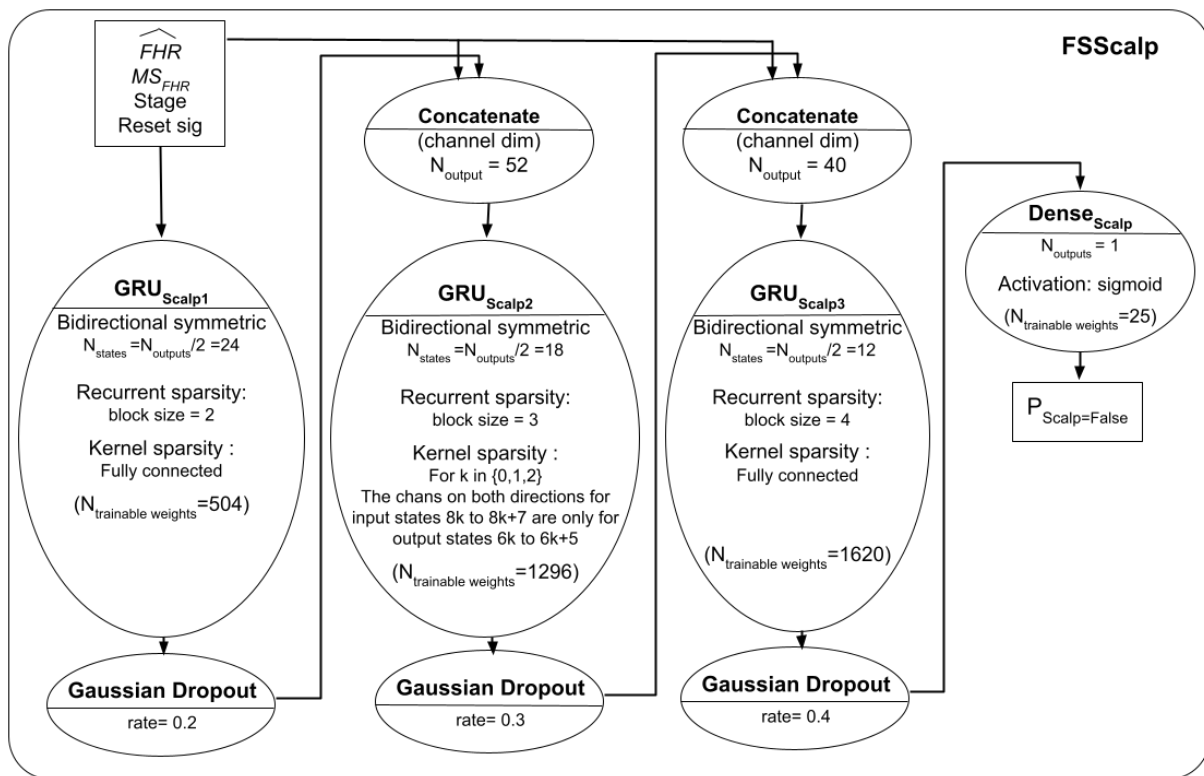 FSScalp
FHR
MS_FHR
Stage
Reset sig
Concatenate
(channel dim)
N_output = 52
Concatenate
(channel dim)
N_output = 40
GRU_Scalp1
Bidirectional symmetric
N_states =N_outputs/2 =24
Recurrent sparsity:
block size = 2
Kernel sparsity :
Fully connected
(N_trainable weights=504)
GRU_Scalp2
Bidirectional symmetric
N_states =N_outputs/2 =18
Recurrent sparsity:
block size = 3
Kernel sparsity :
For k in {0,1,2}
The chans on both directions for
input states 8k to 8k+7 are only for
output states 6k to 6k+5
(N_trainable weights=1296)
GRU_Scalp3
Bidirectional symmetric
N_states =N_outputs/2 =12
Recurrent sparsity:
block size = 4
Kernel sparsity :
Fully connected
(N_trainable weights=1620)
Dense_Scalp
N_outputs = 1
Activation: sigmoid
(N_trainable weights=25)
P_Scalp=False
Gaussian Dropout
rate= 0.2
Gaussian Dropout
rate= 0.3
Gaussian Dropout
rate= 0.4